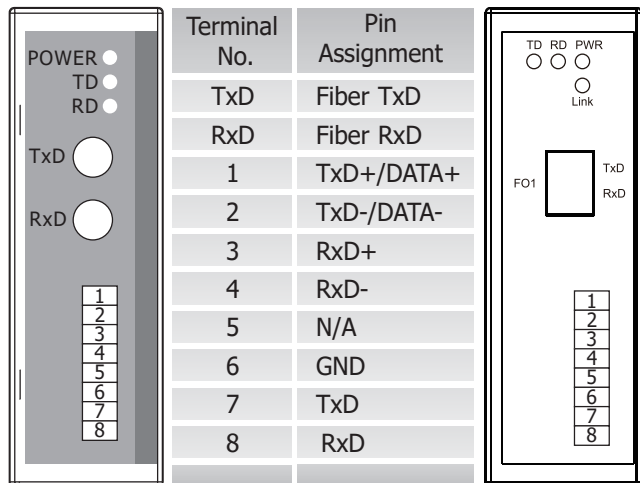 POWER
TD
RD
TxD
RxD
1
2
3
4
5
6
7
8
Terminal No. Pin Assignment
TxD Fiber TxD
RxD Fiber RxD
1 TxD+/DATA+
2 TxD-/DATA-
3 RxD+
4 RxD-
5 N/A
6 GND
7 TxD
8 RxD
TD RD PWR
Link
FO1
TxD
RxD
1
2
3
4
5
6
7
8